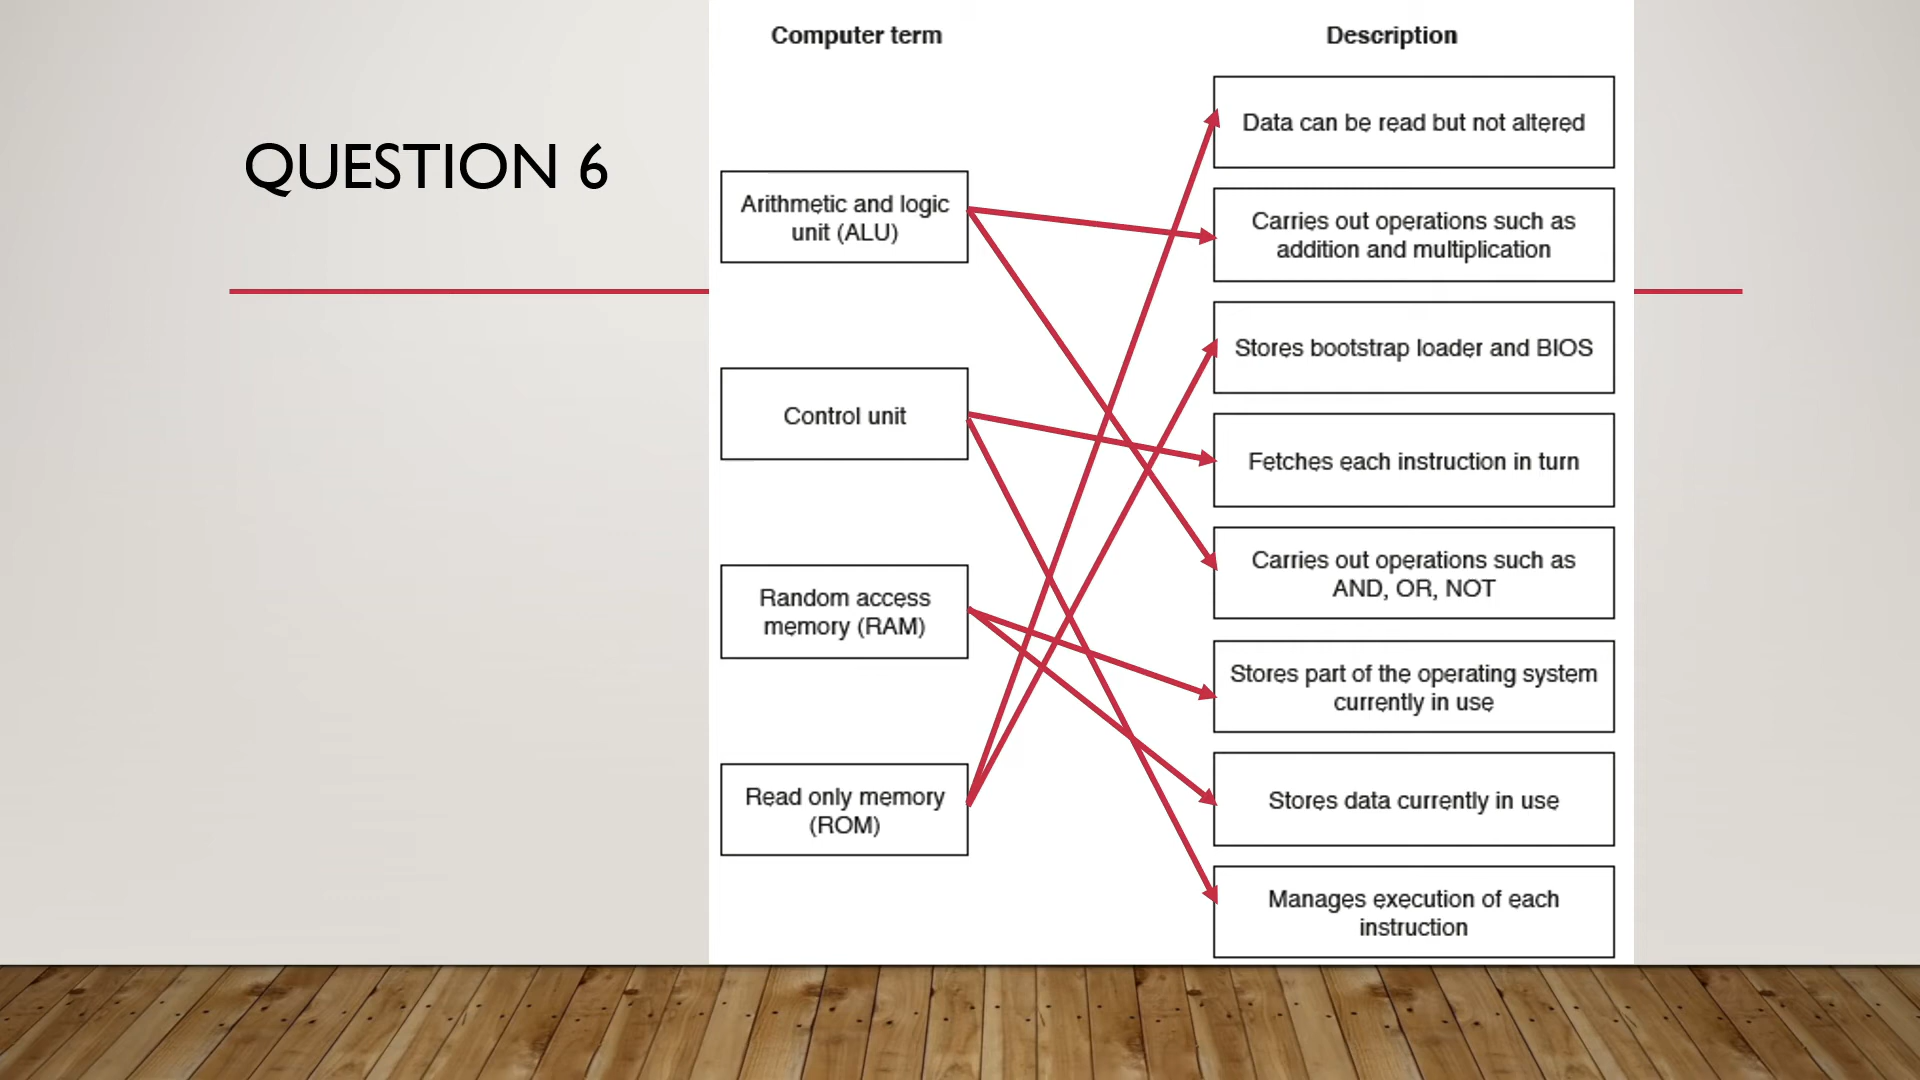 QUESTION 6
Computer term
Description
Arithmetic and logic
unit (ALU)
Control unit
Random access
memory (RAM)
Read only memory
(ROM)
Data can be read but not altered
Carries out operations such as
addition and multiplication
Stores bootstrap loader and BIOS
Fetches each instruction in turn
Carries out operations such as
AND, OR, NOT
Stores part of the operating system
currently in use
Stores data currently in use
Manages execution of each
instruction